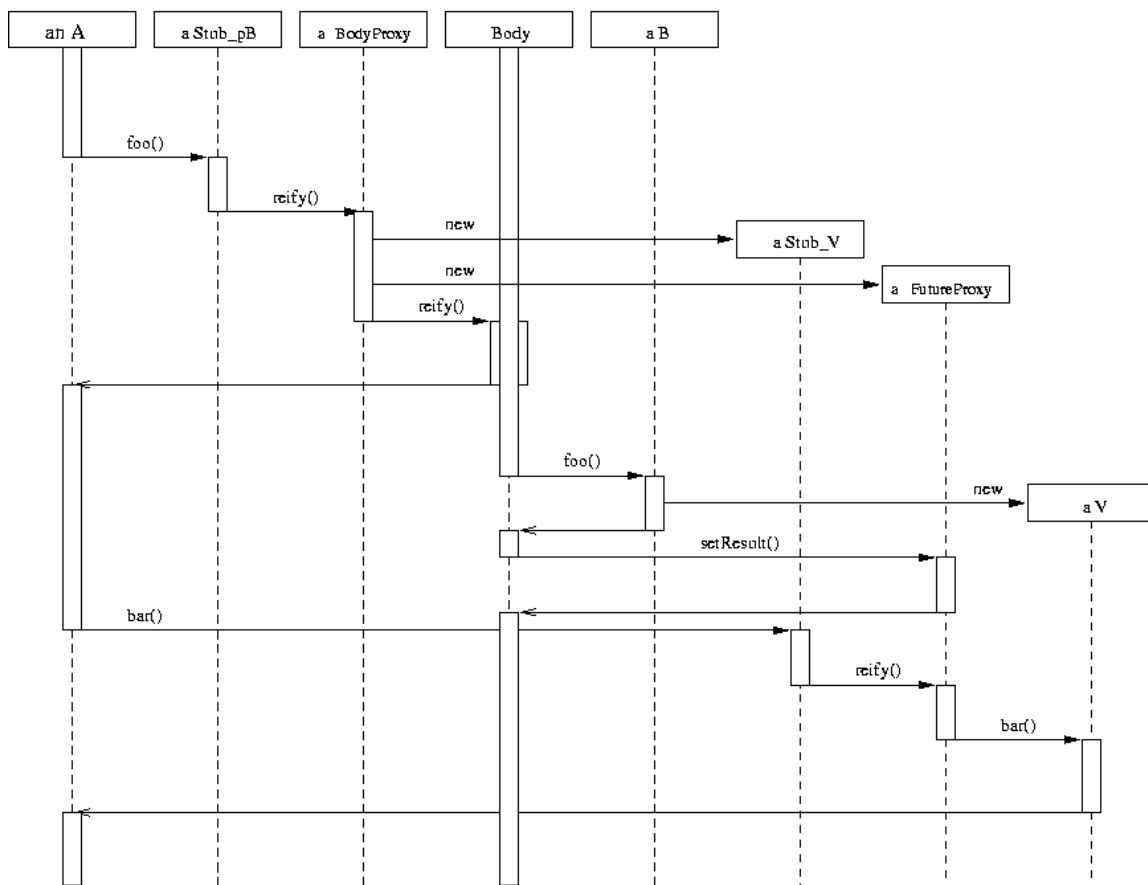 an A
a Stub_pB
a BodyProxy
Body
a B
foo()
reify()
new
a Stub_V
new
a FutureProxy
reify()
foo()
new
a V
setResult()
bar()
reify()
bar()